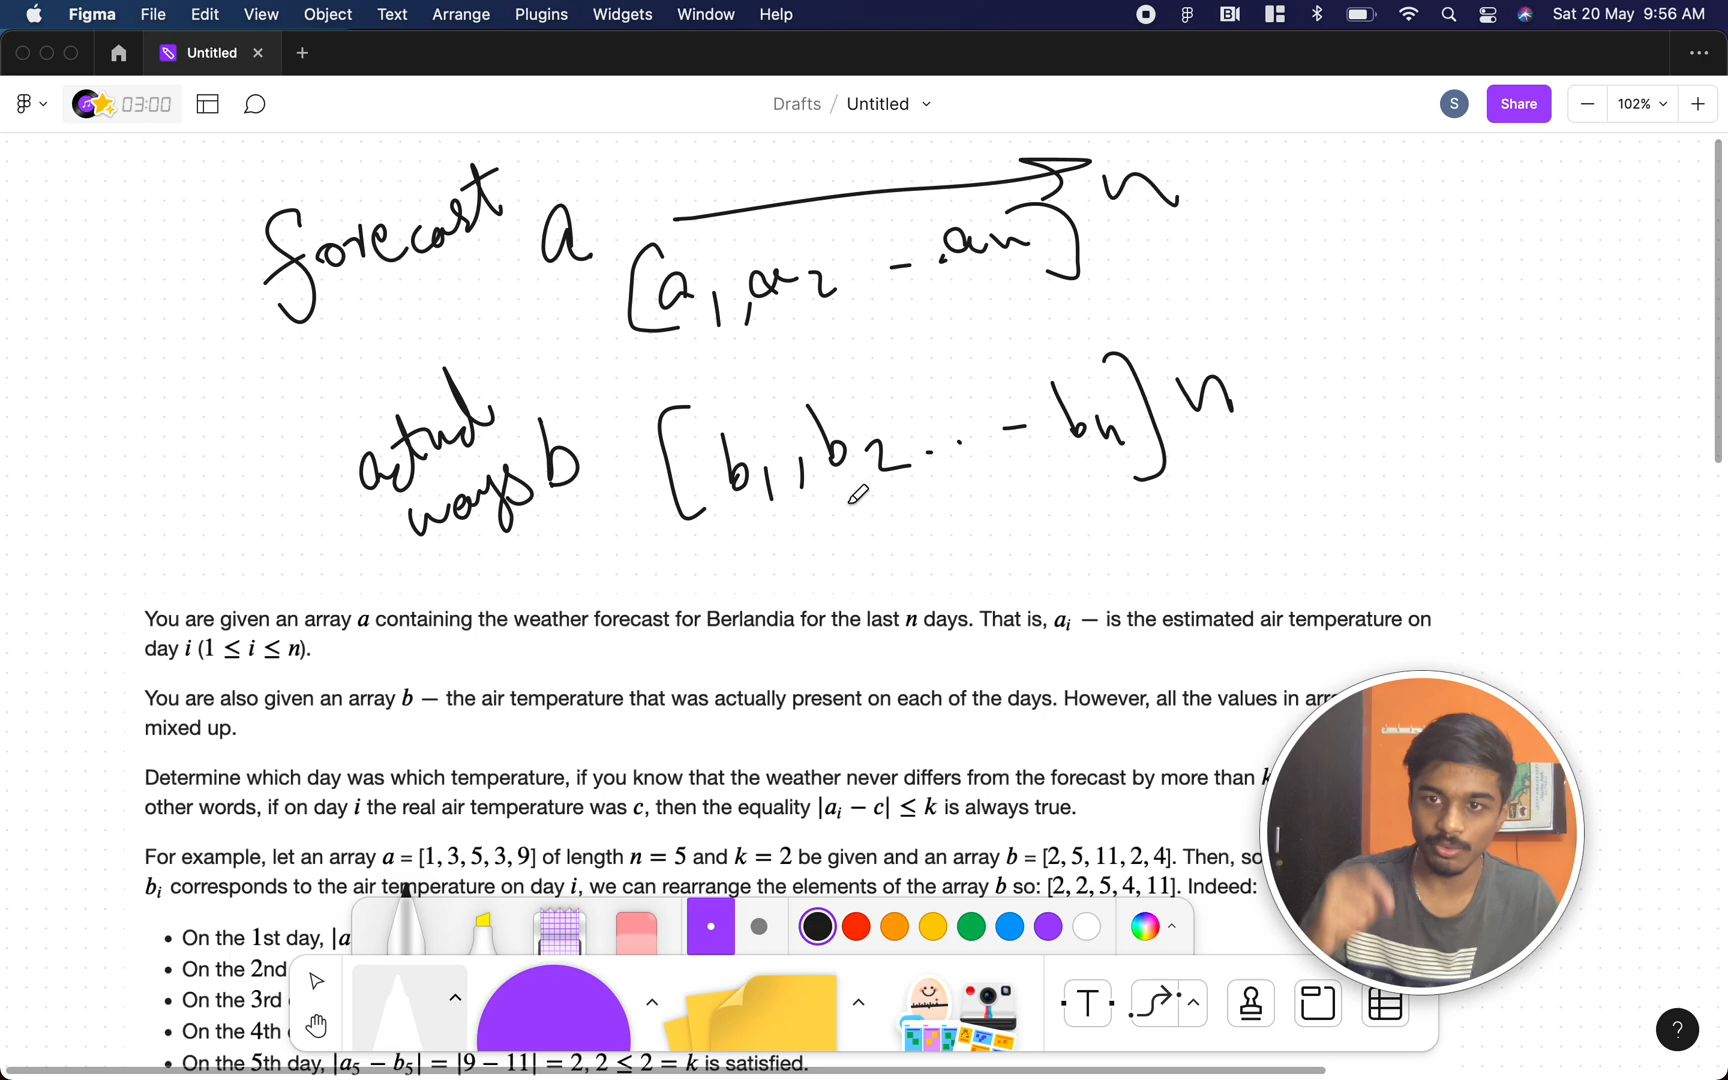 Figma File Edit View Object Text Arrange Plugins Widgets Window Help Sat 20 May 9:56 AM
Untitled
03:00 Drafts / Untitled S Share 102%
forecast a [a1, a2 - .an] n
actual ways b [b1, b2 ... - bn] n
You are given an array a containing the weather forecast for Berlandia for the last n days. That is, aᵢ — is the estimated air temperature on
day i (1 ≤ i ≤ n).
You are also given an array b — the air temperature that was actually present on each of the days. However, all the values in
mixed up.
Determine which day was which temperature, if you know that the weather never differs from the forecast by more than k
other words, if on day i the real air temperature was c, then the equality |aᵢ − c| ≤ k is always true.
For example, let an array a = [1, 3, 5, 3, 9] of length n = 5 and k = 2 be given and an array b = [2, 5, 11, 2, 4]. Then, so
bᵢ corresponds to the air temperature on day i, we can rearrange the elements of the array b so: [2, 2, 5, 4, 11]. Indeed:
• On the 1st day, |a
• On the 2nd
• On the 3rd
• On the 4th
• On the 5th day, |a₅ − b₅| = |9 − 11| = 2, 2 ≤ 2 = k is satisfied.
T
?